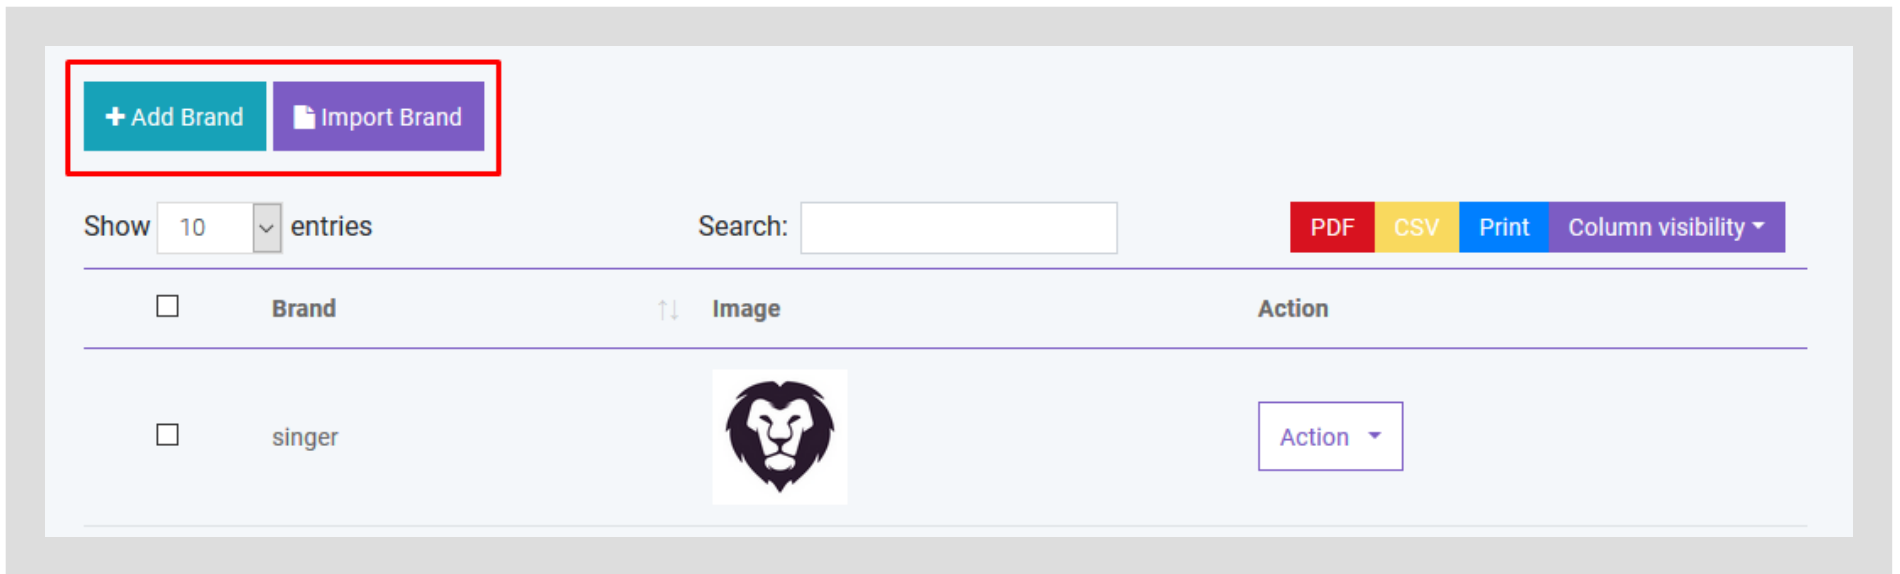 Add Brand Import Brand
Show 10 entries Search: PDF CSV Print Column visibility
Brand Image Action
singer Action